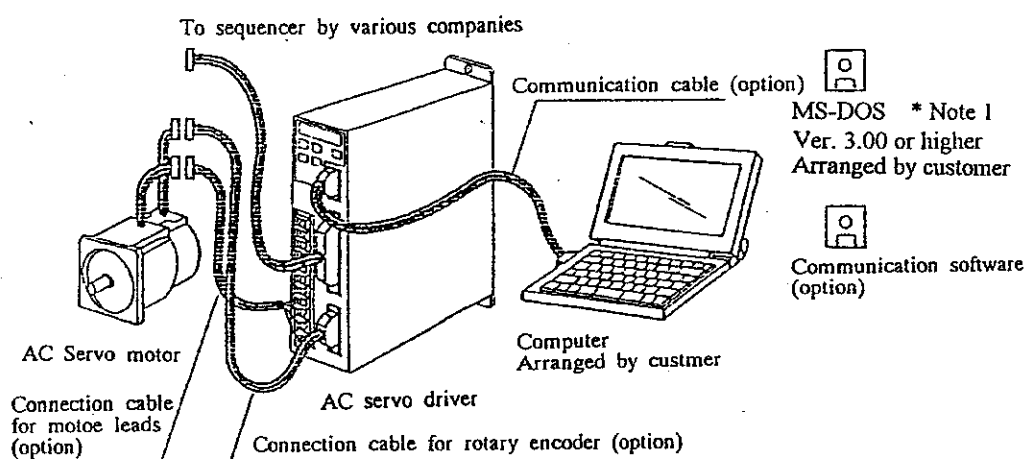 To sequencer by various companies
Communication cable (option)
MS-DOS * Note 1
Ver. 3.00 or higher
Arranged by customer
Communication software
(option)
Computer
Arranged by custmer
AC Servo motor
AC servo driver
Connection cable
for motoe leads
(option)
Connection cable for rotary encoder (option)